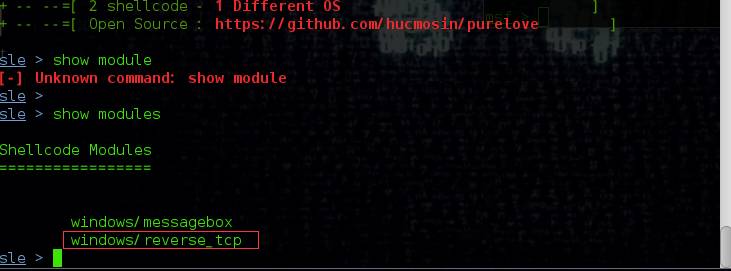 + -- --=[ 2 shellcode - 1 Different OS ]
+ -- --=[ Open Source : https://github.com/hucmosin/purelove ]
sle > show module
[-] Unknown command: show module
sle >
sle > show modules
Shellcode Modules
=================
windows/messagebox
windows/reverse_tcp
sle >